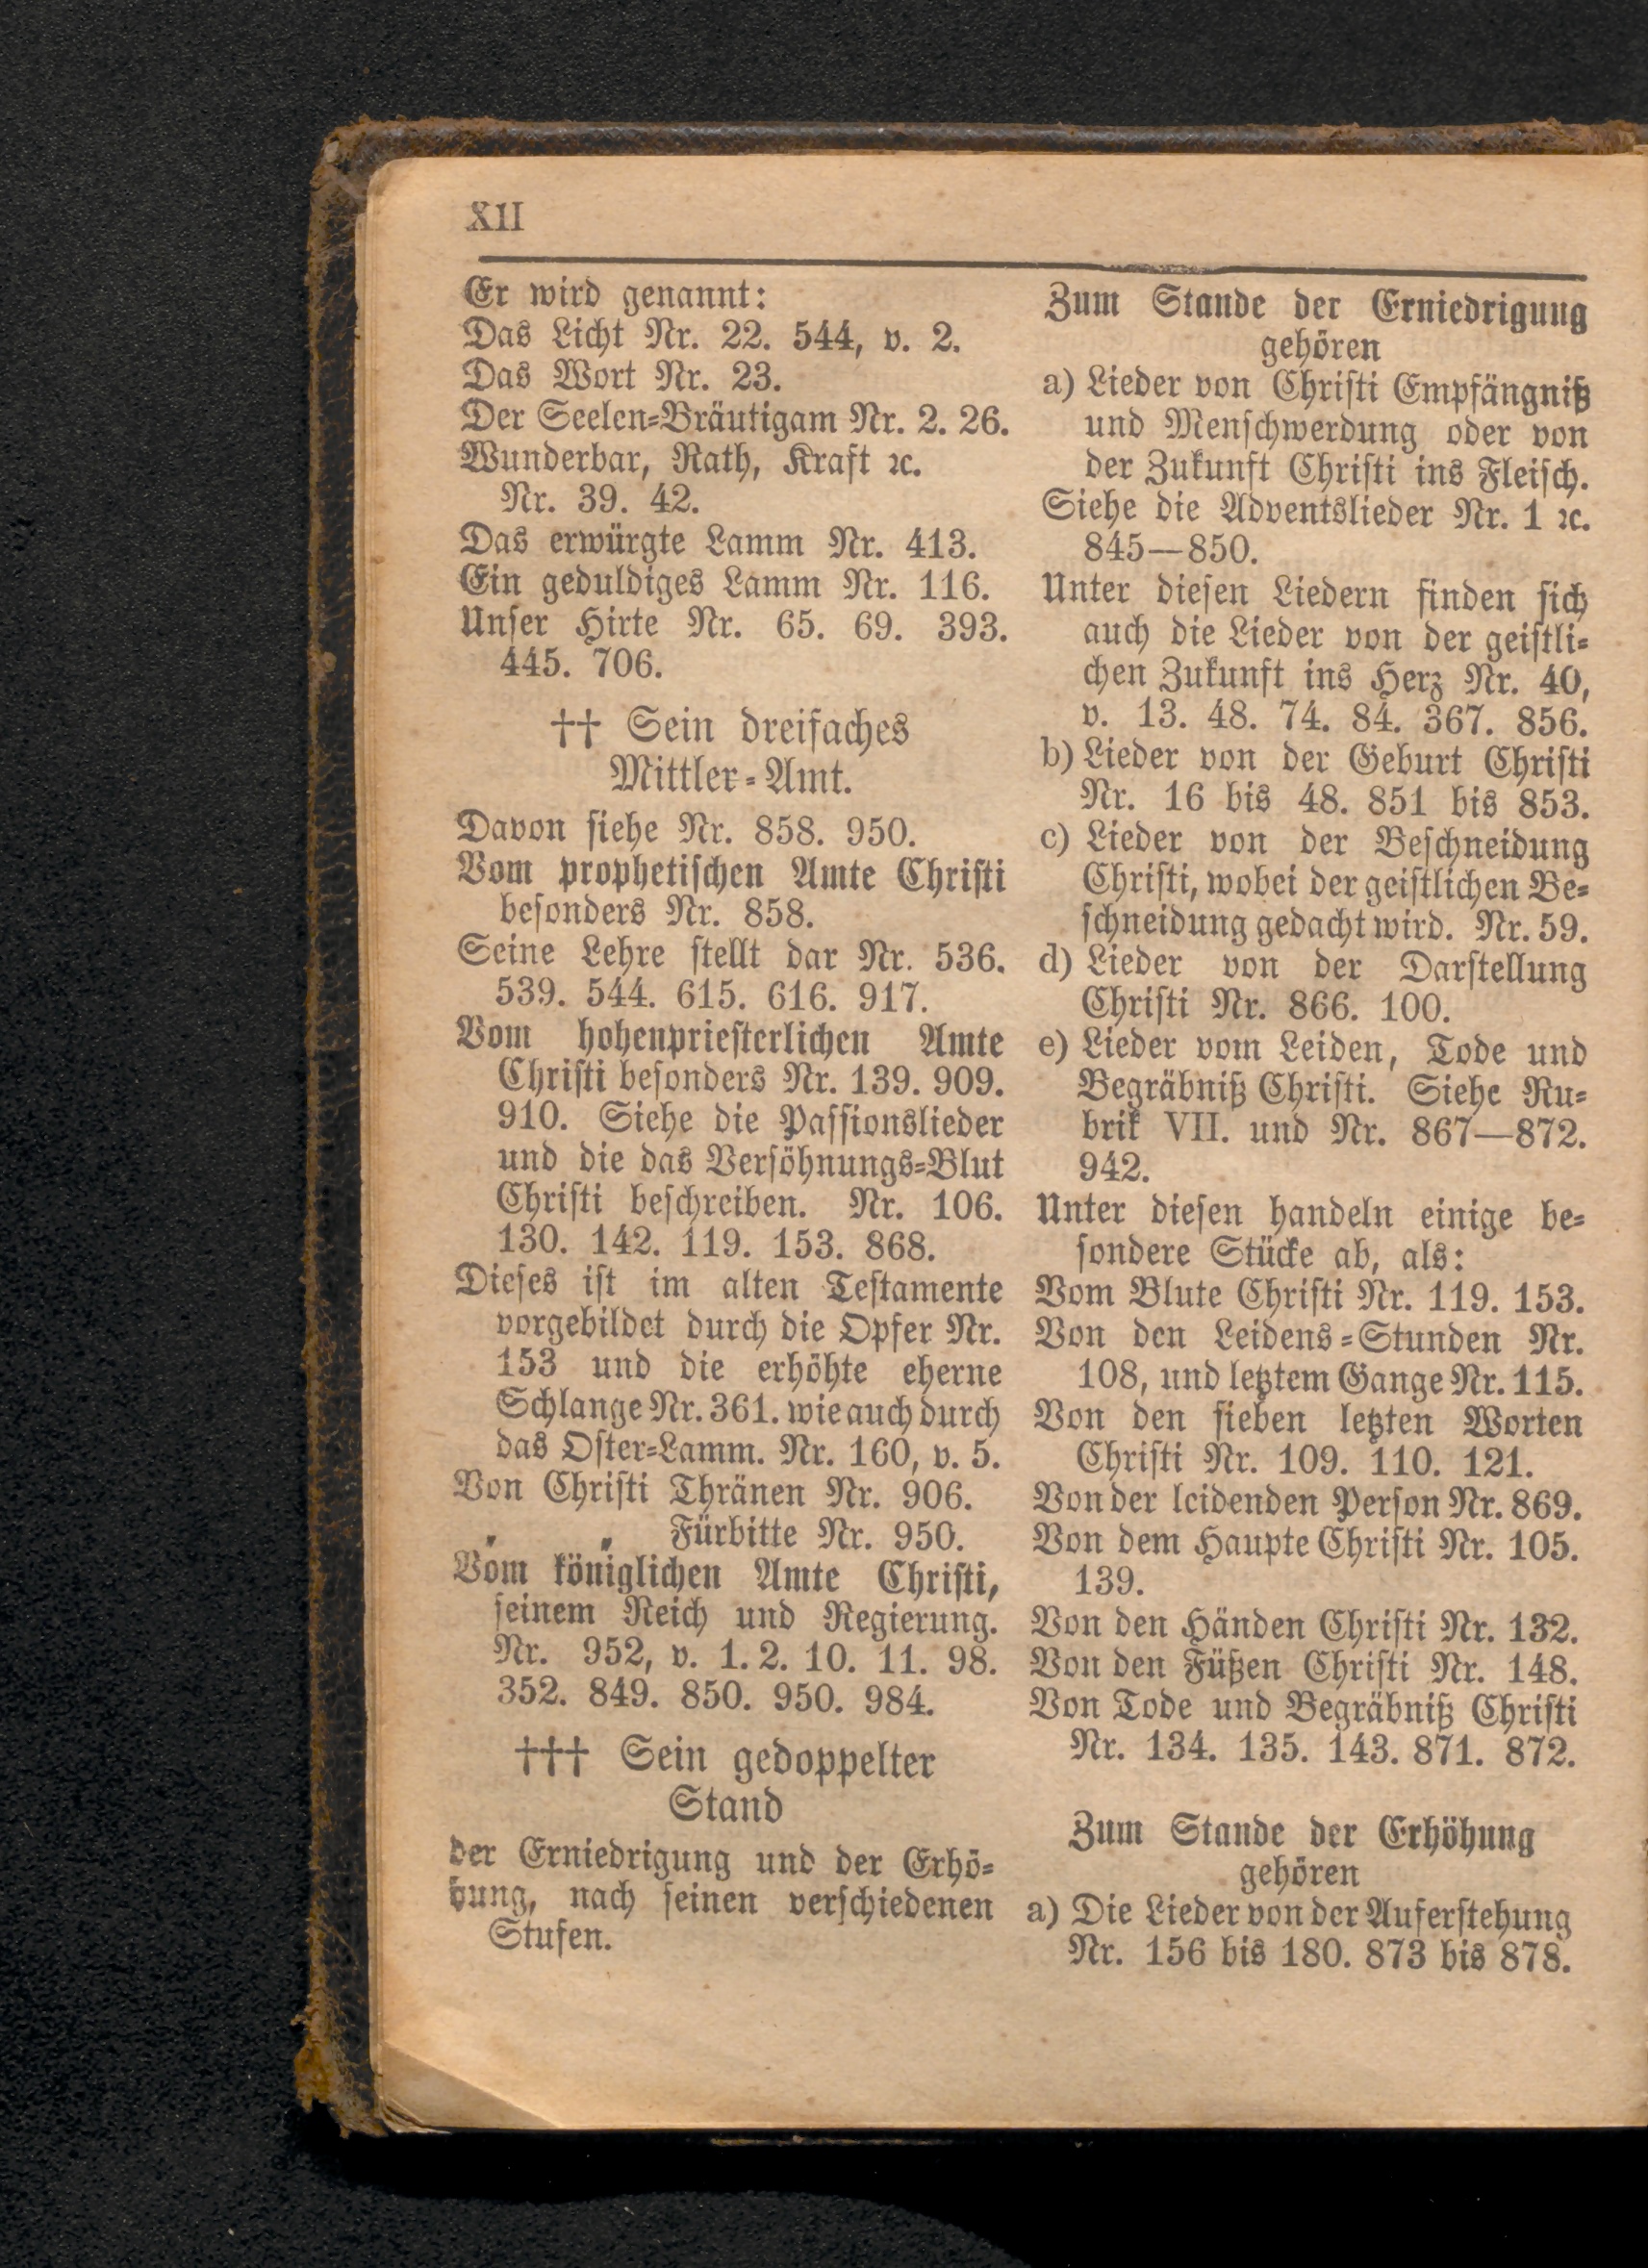 XII
Er wird genannt:
Das Licht Nr. 22. 544, v. 2.
Das Wort Nr. 23.
Der Seelen-Bräutigam Nr. 2. 26.
Wunderbar, Rath, Kraft ꝛc.
Nr. 39. 42.
Das erwürgte Lamm Nr. 413.
Ein geduldiges Lamm Nr. 116.
Unſer Hirte Nr. 65. 69. 393.
445. 706.
†† Sein dreifaches
Mittler-Amt.
Davon ſiehe Nr. 858. 950.
Vom prophetiſchen Amte Chriſti
beſonders Nr. 858.
Seine Lehre ſtellt dar Nr. 536.
539. 544. 615. 616. 917.
Vom hohenprieſterlichen Amte
Chriſti beſonders Nr. 139. 909.
910. Siehe die Paſſionslieder
und die das Verſöhnungs-Blut
Chriſti beſchreiben. Nr. 106.
130. 142. 119. 153. 868.
Dieſes iſt im alten Teſtamente
vorgebildet durch die Opfer Nr.
153 und die erhöhte eherne
Schlange Nr. 361. wie auch durch
das Oſter-Lamm. Nr. 160, v. 5.
Von Chriſti Thränen Nr. 906.
„ „ Fürbitte Nr. 950.
Vom königlichen Amte Chriſti,
ſeinem Reich und Regierung.
Nr. 952, v. 1. 2. 10. 11. 98.
352. 849. 850. 950. 984.
††† Sein gedoppelter
Stand
der Erniedrigung und der Erhö-
hung, nach ſeinen verſchiedenen
Stufen.
Zum Stande der Erniedrigung
gehören
a) Lieder von Chriſti Empfängniß
und Menſchwerdung oder von
der Zukunft Chriſti ins Fleiſch.
Siehe die Adventslieder Nr. 1 ꝛc.
845—850.
Unter dieſen Liedern finden ſich
auch die Lieder von der geiſtli-
chen Zukunft ins Herz Nr. 40,
v. 13. 48. 74. 84. 367. 856.
b) Lieder von der Geburt Chriſti
Nr. 16 bis 48. 851 bis 853.
c) Lieder von der Beſchneidung
Chriſti, wobei der geiſtlichen Be-
ſchneidung gedacht wird. Nr. 59.
d) Lieder von der Darſtellung
Chriſti Nr. 866. 100.
e) Lieder vom Leiden, Tode und
Begräbniß Chriſti. Siehe Ru-
brik VII. und Nr. 867—872.
942.
Unter dieſen handeln einige be-
ſondere Stücke ab, als:
Vom Blute Chriſti Nr. 119. 153.
Von den Leidens-Stunden Nr.
108, und letztem Gange Nr. 115.
Von den ſieben letzten Worten
Chriſti Nr. 109. 110. 121.
Von der leidenden Perſon Nr. 869.
Von dem Haupte Chriſti Nr. 105.
139.
Von den Händen Chriſti Nr. 132.
Von den Füßen Chriſti Nr. 148.
Von Tode und Begräbniß Chriſti
Nr. 134. 135. 143. 871. 872.
Zum Stande der Erhöhung
gehören
a) Die Lieder von der Auferſtehung
Nr. 156 bis 180. 873 bis 878.